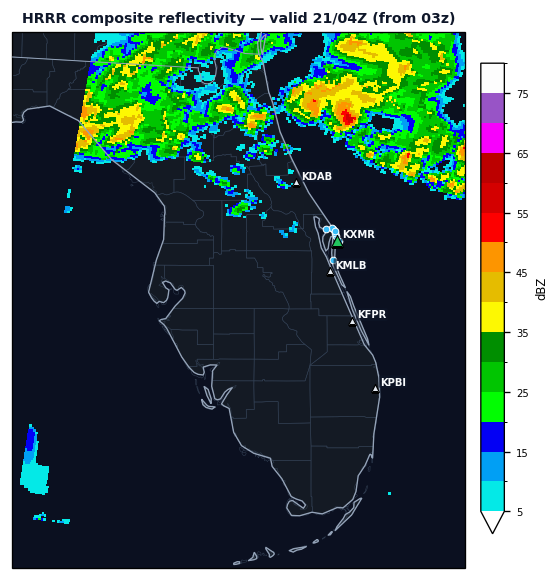 HRRR composite reflectivity — valid 21/04Z (from 03z)
KDAB
KXMR
KMLB
KFPR
KPBI
75
65
55
45
35
25
15
5
dBZ